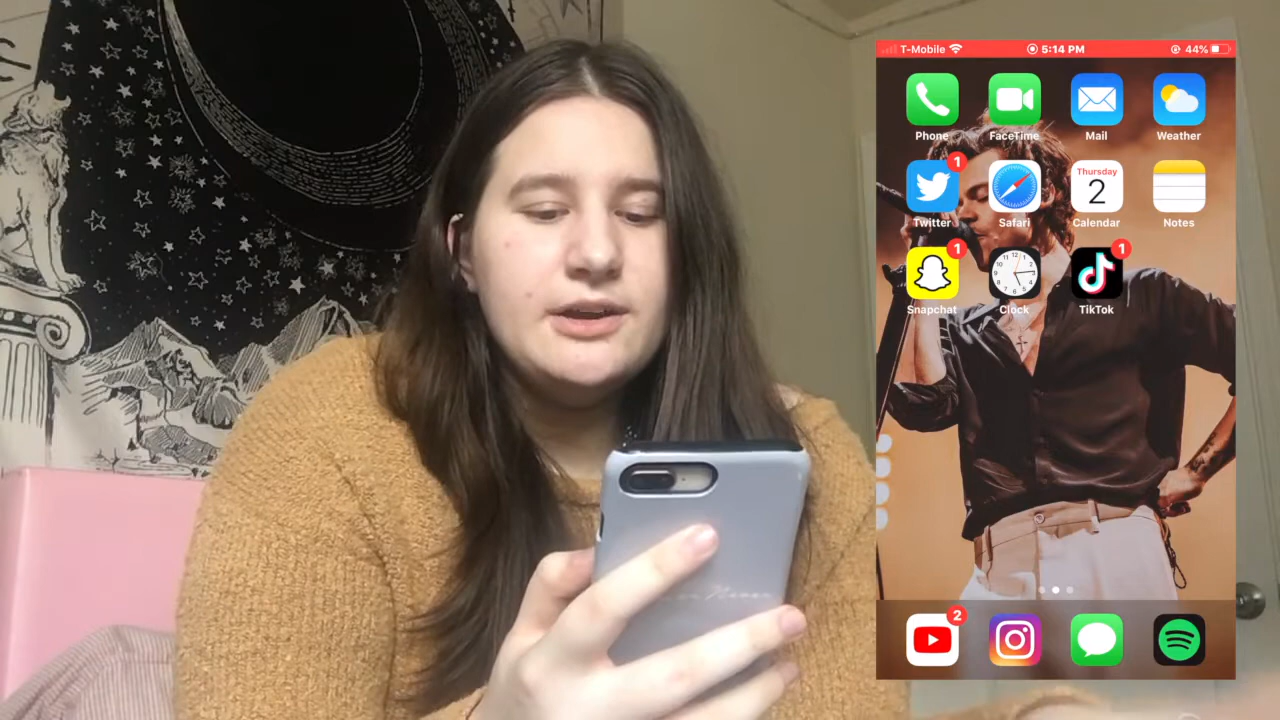 T-Mobile 5:14 PM 44%
Phone FaceTime Mail Weather
1 Thursday
2
Twitter Safari Calendar Notes
1 1
Snapchat Clock TikTok
2